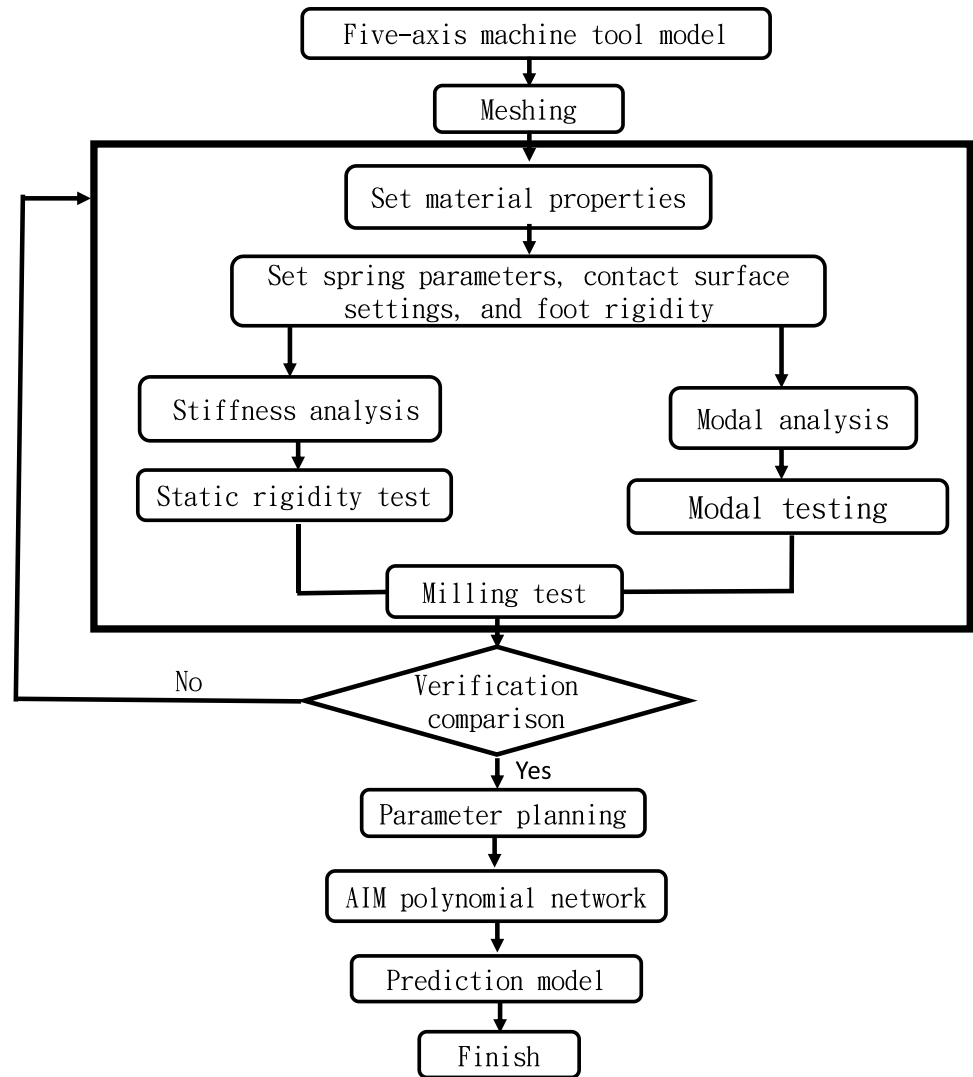 Five-axis machine tool model
Meshing
Set material properties
Set spring parameters, contact surface
settings, and foot rigidity
Stiffness analysis
Modal analysis
Static rigidity test
Modal testing
Milling test
No
Verification
comparison
Yes
Parameter planning
AIM polynomial network
Prediction model
Finish